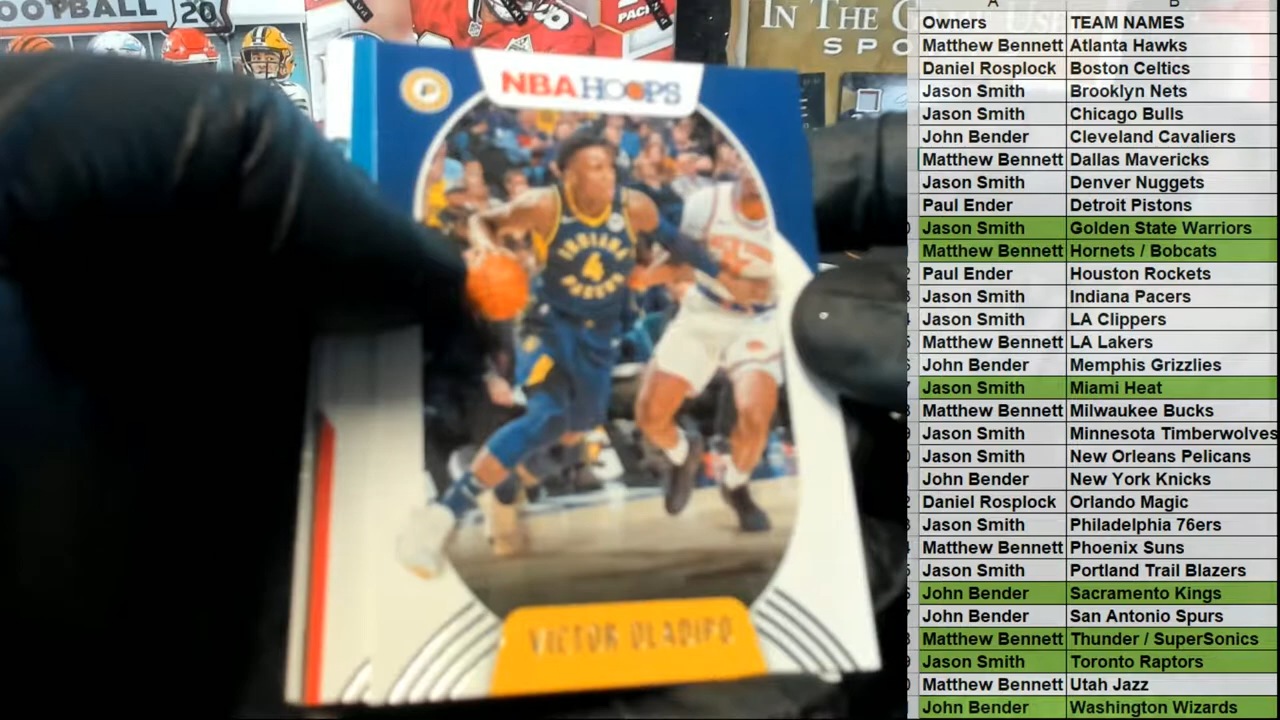 OOTBALL 20
PACK
IN THE G USE
SPO
NBA HOOPS
INDIANA
4
PACERS
VICTOR OLADIPO
A B
Owners TEAM NAMES
Matthew Bennett Atlanta Hawks
Daniel Rosplock Boston Celtics
Jason Smith Brooklyn Nets
Jason Smith Chicago Bulls
John Bender Cleveland Cavaliers
Matthew Bennett Dallas Mavericks
Jason Smith Denver Nuggets
Paul Ender Detroit Pistons
Jason Smith Golden State Warriors
Matthew Bennett Hornets / Bobcats
Paul Ender Houston Rockets
Jason Smith Indiana Pacers
Jason Smith LA Clippers
Matthew Bennett LA Lakers
John Bender Memphis Grizzlies
Jason Smith Miami Heat
Matthew Bennett Milwaukee Bucks
Jason Smith Minnesota Timberwolves
Jason Smith New Orleans Pelicans
John Bender New York Knicks
Daniel Rosplock Orlando Magic
Jason Smith Philadelphia 76ers
Matthew Bennett Phoenix Suns
Jason Smith Portland Trail Blazers
John Bender Sacramento Kings
John Bender San Antonio Spurs
Matthew Bennett Thunder / SuperSonics
Jason Smith Toronto Raptors
Matthew Bennett Utah Jazz
John Bender Washington Wizards